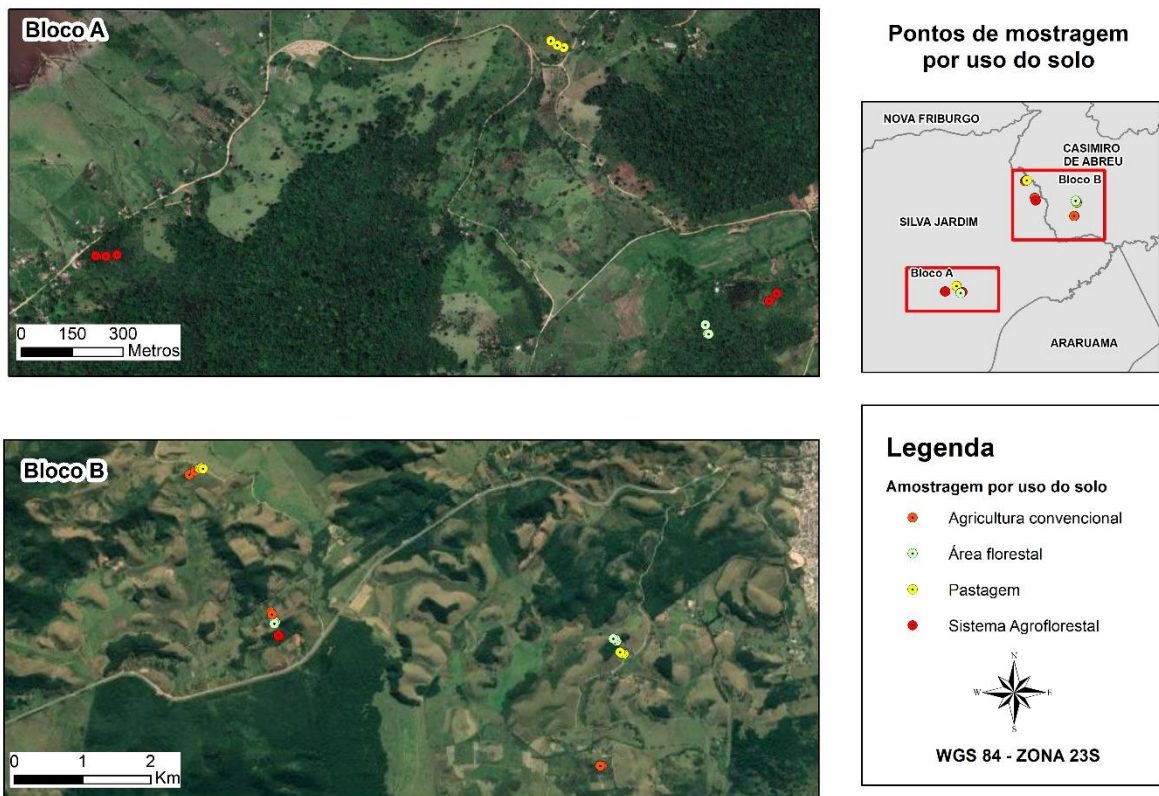 Bloco A
0 150 300
Metros
Pontos de mostragem
por uso do solo
NOVA FRIBURGO
CASIMIRO
DE ABREU
Bloco B
SILVA JARDIM
Bloco A
ARARUAMA
Bloco B
0 1 2
Km
Legenda
Amostragem por uso do solo
Agricultura convencional
Área florestal
Pastagem
Sistema Agroflorestal
N
W E
S
WGS 84 - ZONA 23S